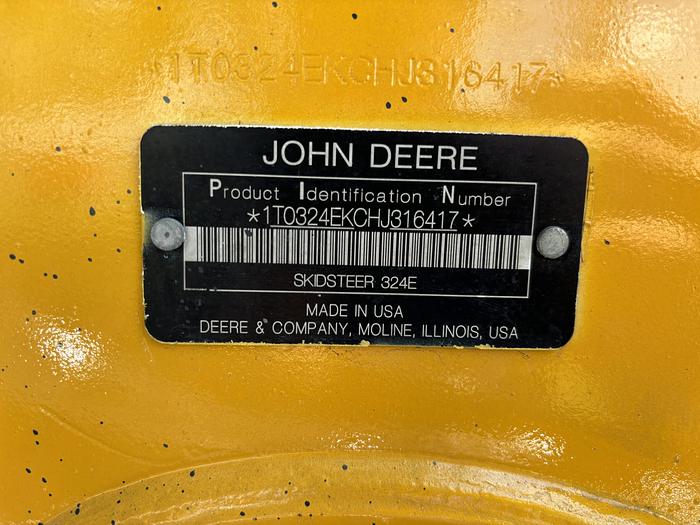 *1T0324EKCHJ316417*
JOHN DEERE
Product Identification Number
*1T0324EKCHJ316417*
SKIDSTEER 324E
MADE IN USA
DEERE & COMPANY, MOLINE, ILLINOIS, USA